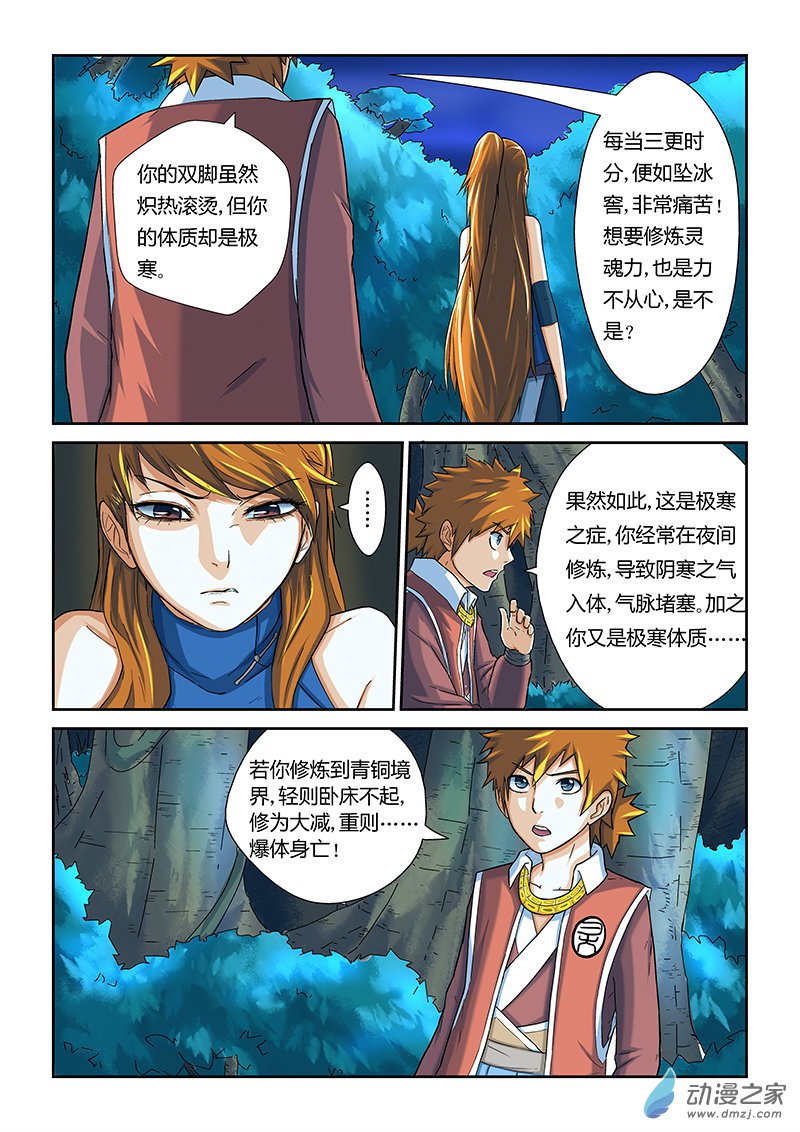 你的双脚虽然
炽热滚烫，但你
的体质却是极
寒。
每当三更时
分，便如坠冰
窖，非常痛苦！
想要修炼灵
魂力，也是力
不从心，是不
是？
……
果然如此，这是极寒
之症，你经常在夜间
修炼，导致阴寒之气
入体，气脉堵塞。加之
你又是极寒体质……
若你修炼到青铜境
界，轻则卧床不起，
修为大减，重则……
爆体身亡！
动漫之家
www.dmzj.com